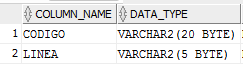 COLUMN_NAME DATA_TYPE
1 CODIGO VARCHAR2(20 BYTE)
2 LINEA VARCHAR2(5 BYTE)